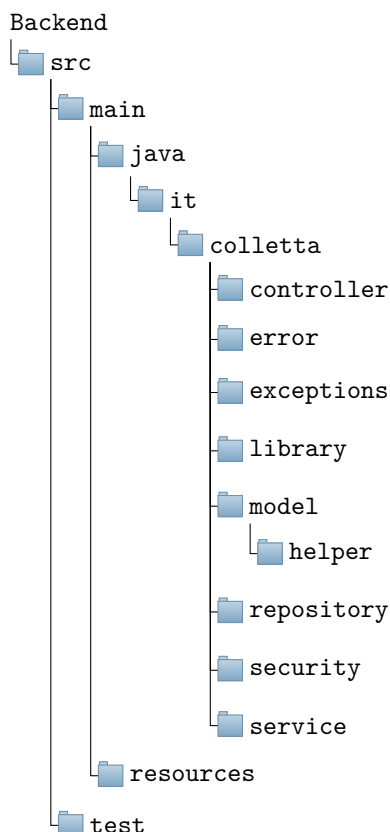 Backend
src
main
java
it
colletta
controller
error
exceptions
library
model
helper
repository
security
service
resources
test